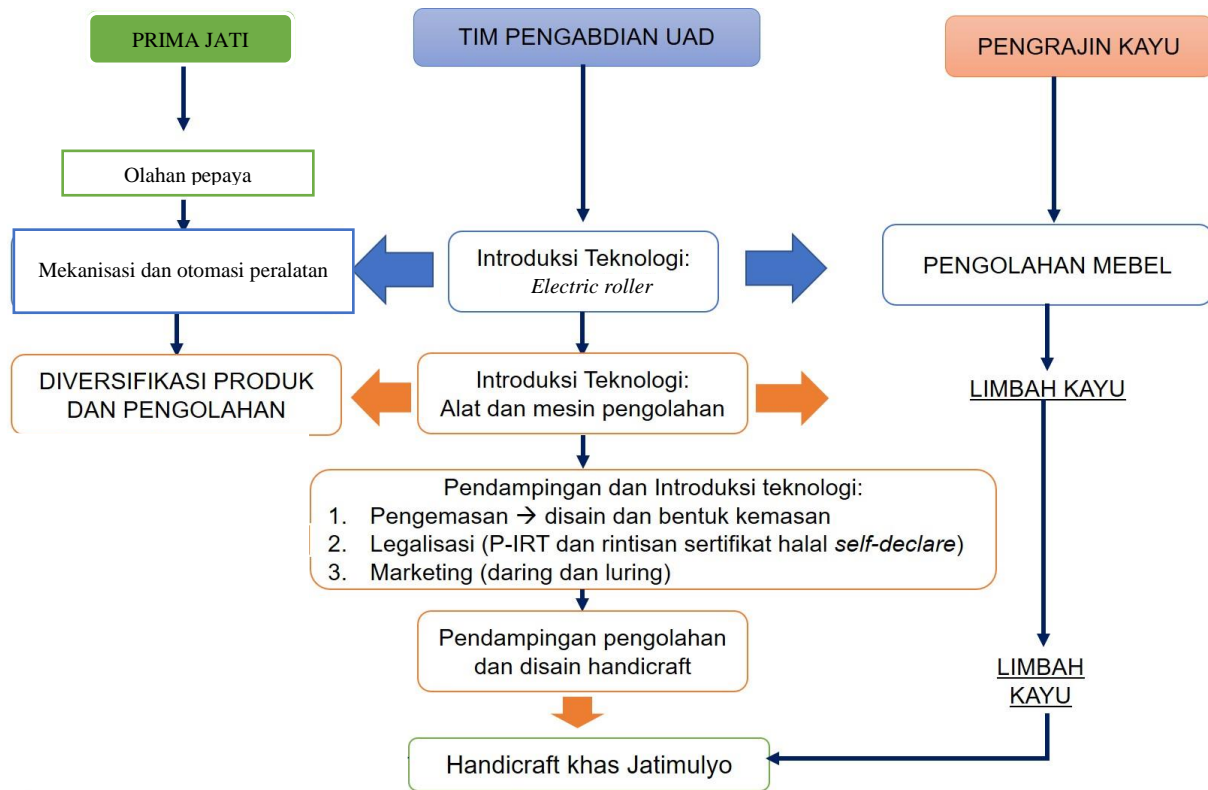 PRIMA JATI
TIM PENGABDIAN UAD
PENGRAJIN KAYU
Olahan pepaya
Mekanisasi dan otomasi peralatan
Introduksi Teknologi:
Electric roller
PENGOLAHAN MEBEL
DIVERSIFIKASI PRODUK
DAN PENGOLAHAN
Introduksi Teknologi:
Alat dan mesin pengolahan
LIMBAH KAYU
Pendampingan dan Introduksi teknologi:
1. Pengemasan → disain dan bentuk kemasan
2. Legalisasi (P-IRT dan rintisan sertifikat halal self-declare)
3. Marketing (daring dan luring)
Pendampingan pengolahan
dan disain handicraft
LIMBAH
KAYU
Handicraft khas Jatimulyo